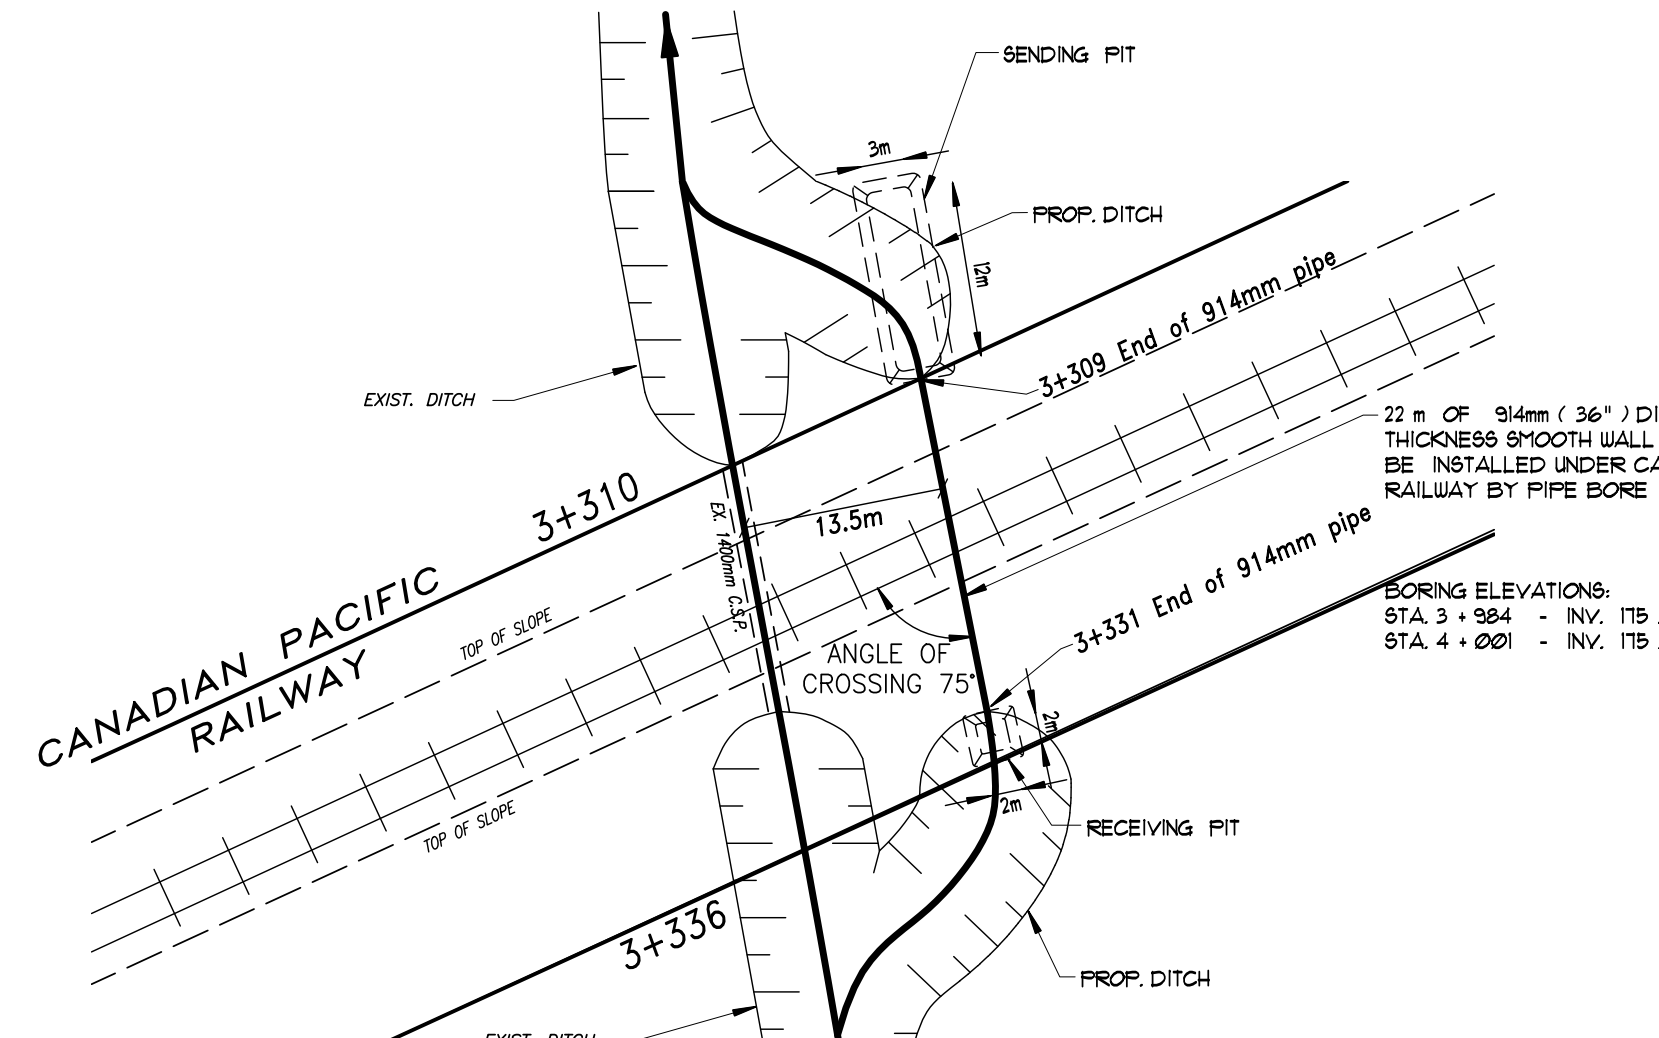 SENDING PIT
3m
PROP. DITCH
12m
3+309 End of 914mm pipe
EXIST. DITCH
22 m OF 914mm ( 36" ) DI
THICKNESS SMOOTH WALL
BE INSTALLED UNDER CA
RAILWAY BY PIPE BORE
3+310
EX. 1400mm C.S.P.
13.5m
3+331 End of 914mm pipe
CANADIAN PACIFIC
RAILWAY
TOP OF SLOPE
BORING ELEVATIONS:
STA. 3 + 984 - INV. 175 .
STA. 4 + 001 - INV. 175 .
ANGLE OF
CROSSING 75°
2m
2m
TOP OF SLOPE
RECEIVING PIT
3+336
PROP. DITCH
EXIST. DITCH